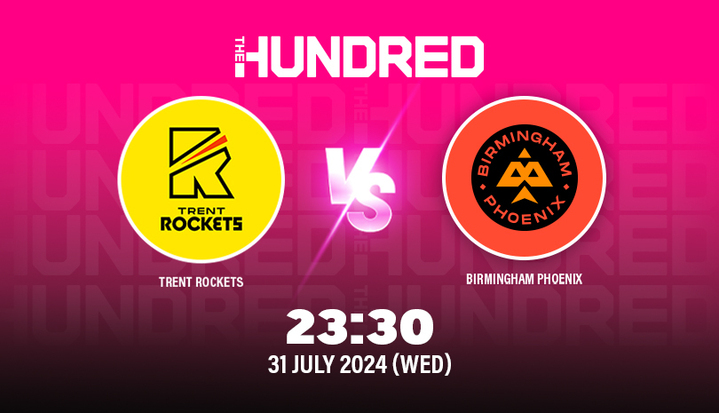 THE HUNDRED
TRENT
ROCKETS
VS
BIRMINGHAM
PHOENIX
TRENT ROCKETS
BIRMINGHAM PHOENIX
23:30
31 JULY 2024 (WED)